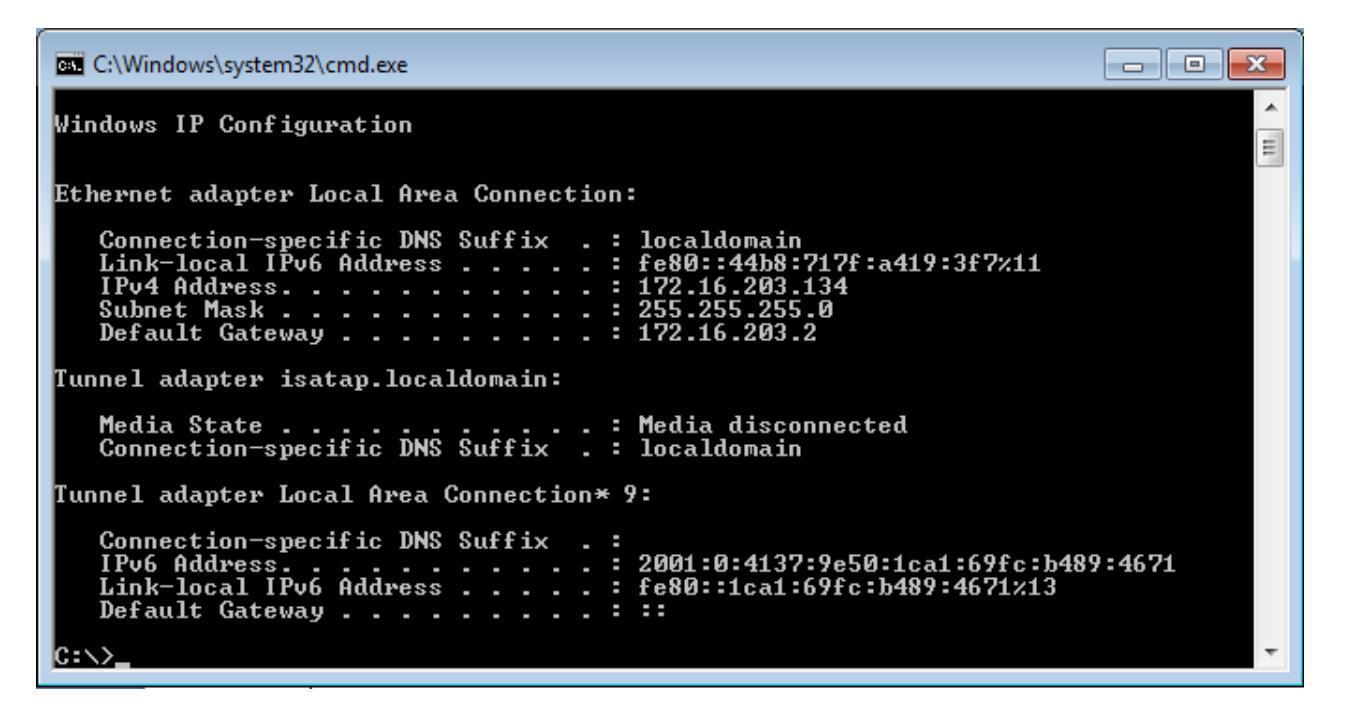 C:\Windows\system32\cmd.exe
Windows IP Configuration
Ethernet adapter Local Area Connection:
Connection-specific DNS Suffix . : localdomain
Link-local IPv6 Address . . . . . : fe80::44b8:717f:a419:3f7%11
IPv4 Address. . . . . . . . . . . : 172.16.203.134
Subnet Mask . . . . . . . . . . . : 255.255.255.0
Default Gateway . . . . . . . . . : 172.16.203.2
Tunnel adapter isatap.localdomain:
Media State . . . . . . . . . . . : Media disconnected
Connection-specific DNS Suffix . : localdomain
Tunnel adapter Local Area Connection* 9:
Connection-specific DNS Suffix . :
IPv6 Address. . . . . . . . . . . : 2001:0:4137:9e50:1ca1:69fc:b489:4671
Link-local IPv6 Address . . . . . : fe80::1ca1:69fc:b489:4671%13
Default Gateway . . . . . . . . . : ::
C:\>_